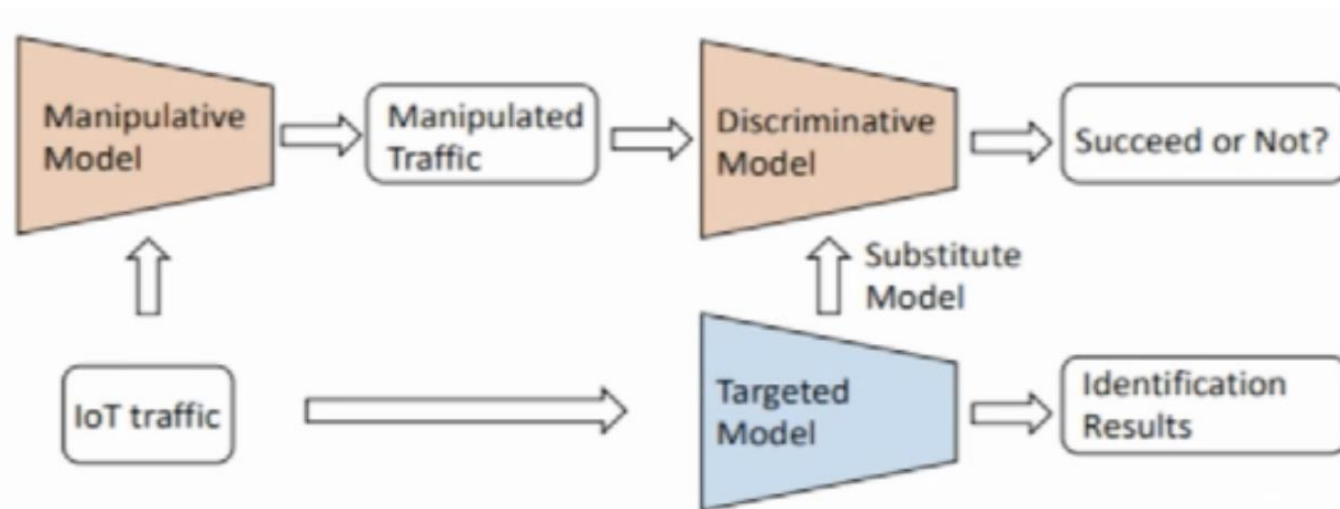 Manipulative
Model
Manipulated
Traffic
Discriminative
Model
Succeed or Not?
Substitute
Model
IoT traffic
Targeted
Model
Identification
Results